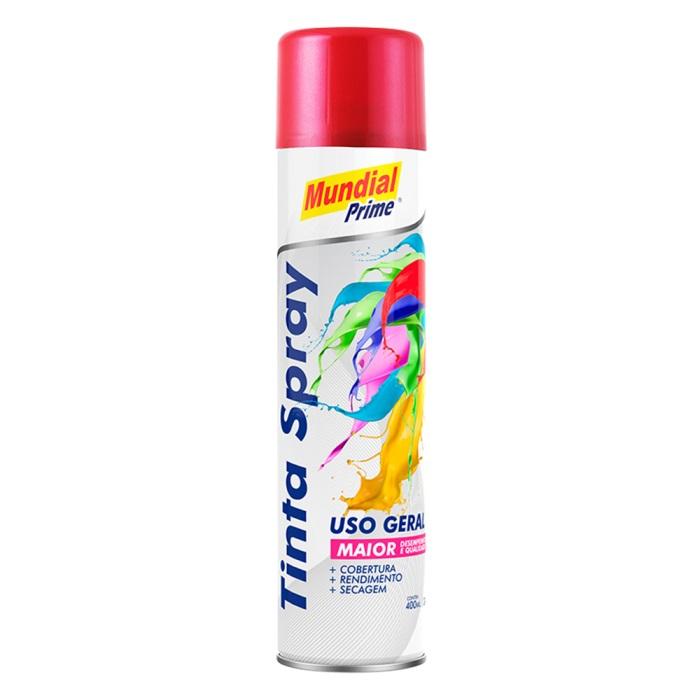 Mundial
Prime®
Tinta Spray
USO GERAL
MAIOR
+ COBERTURA
+ RENDIMENTO
+ SECAGEM
400ML